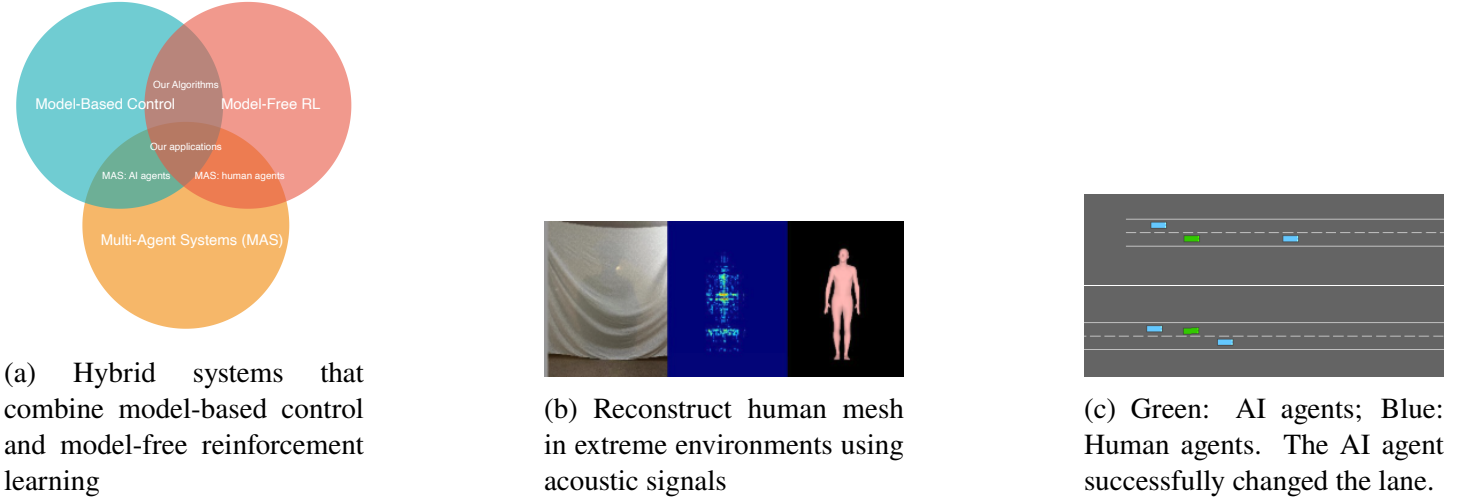 Our Algorithms
Model-Based Control
Model-Free RL
Our applications
MAS: AI agents
MAS: human agents
Multi-Agent Systems (MAS)
(a) Hybrid systems that
combine model-based control
and model-free reinforcement
learning
(b) Reconstruct human mesh
in extreme environments using
acoustic signals
(c) Green: AI agents; Blue:
Human agents. The AI agent
successfully changed the lane.